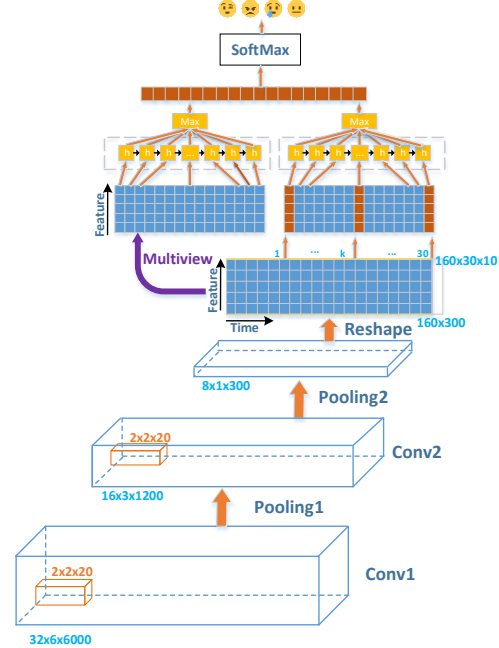 SoftMax
Max
Max
h h h ... h h h
h h h ... h h h
Feature
Multiview
1 ... k ... 30
160x30x10
Feature
Time
160x300
Reshape
8x1x300
Pooling2
2x2x20
Conv2
16x3x1200
Pooling1
2x2x20
Conv1
32x6x6000